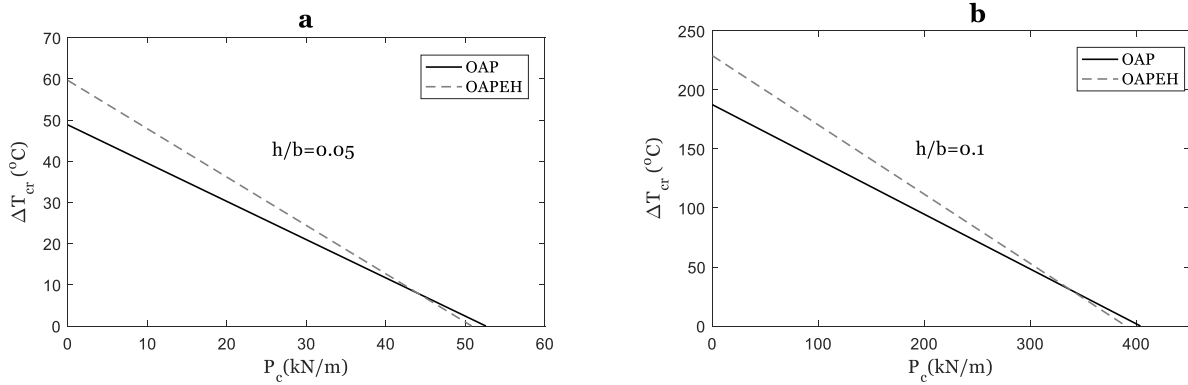 a
70
60
50
40
30
20
10
0
ΔT_cr (°C)
OAP
OAPEH
h/b=0.05
0 10 20 30 40 50 60
P_c(kN/m)
b
250
200
150
100
50
0
ΔT_cr (°C)
OAP
OAPEH
h/b=0.1
0 100 200 300 400
P_c(kN/m)